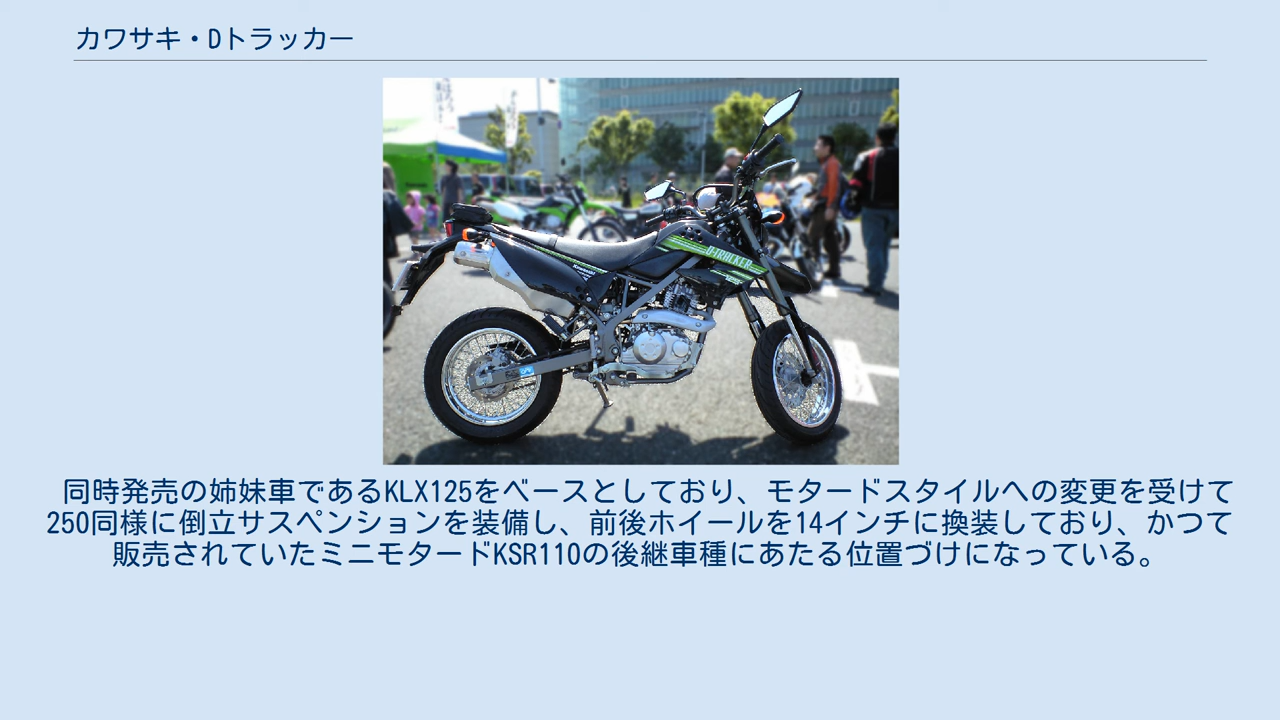 カワサキ・Dトラッカー
D-TRACKER
Kawasaki
125
同時発売の姉妹車であるKLX125をベースとしており、モタードスタイルへの変更を受けて
250同様に倒立サスペンションを装備し、前後ホイールを14インチに換装しており、かつて
販売されていたミニモタードKSR110の後継車種にあたる位置づけになっている。